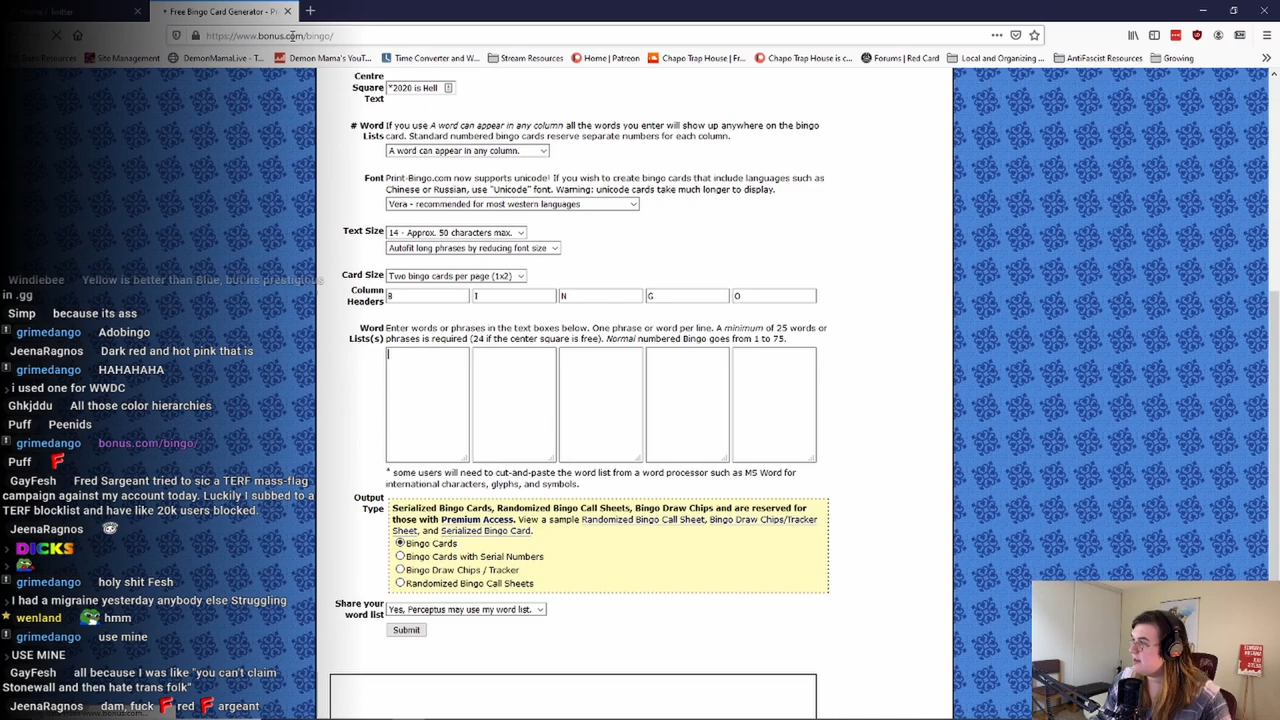 Home / Twitter
Free Bingo Card Generator - Pr
https://www.bonus.com/bingo/
Resources
Site Management
DemonMamaLive - T...
Demon Mama's YouT...
Time Converter and W...
Stream Resources
Home | Patreon
Chapo Trap House | Fr...
Chapo Trap House is c...
Forums | Red Card
Local and Organizing ...
AntiFascist Resources
Growing
Centre
Square
Text
*2020 is Hell
# Word
Lists
If you use A word can appear in any column all the words you enter will show up anywhere on the bingo
card. Standard numbered bingo cards reserve separate numbers for each column.
A word can appear in any column.
Font
Print-Bingo.com now supports unicode! If you wish to create bingo cards that include languages such as
Chinese or Russian, use "Unicode" font. Warning: unicode cards take much longer to display.
Vera - recommended for most western languages
Text Size
14 - Approx. 50 characters max.
Autofit long phrases by reducing font size
Card Size
Two bingo cards per page (1x2)
Column
Headers
B
I
N
G
O
Word
Lists(s)
Enter words or phrases in the text boxes below. One phrase or word per line. A minimum of 25 words or
phrases is required (24 if the center square is free). Normal numbered Bingo goes from 1 to 75.
* some users will need to cut-and-paste the word list from a word processor such as MS Word for
international characters, glyphs, and symbols.
Output
Type
Serialized Bingo Cards, Randomized Bingo Call Sheets, Bingo Draw Chips and are reserved for
those with Premium Access. View a sample Randomized Bingo Call Sheet, Bingo Draw Chips/Tracker
Sheet, and Serialized Bingo Card.
Bingo Cards
Bingo Cards with Serial Numbers
Bingo Draw Chips / Tracker
Randomized Bingo Call Sheets
Share your
word list
Yes, Perceptus may use my word list.
Submit
Windlebee Yellow is better than Blue, but its prestigious
in .gg
Simp because its ass
grimedango Adobingo
JeenaRagnos Dark red and hot pink that is
grimedango HAHAHAHA
i used one for WWDC
Ghkjddu All those color hierarchies
Puff Peenids
grimedango bonus.com/bingo/
Puff F
GayFesh Fred Sargeant tried to sic a TERF mass-flag
campaign against my account today. Luckily I subbed to a
TERF blocklist and have like 20k users blocked.
JeenaRagnos
DICKS
grimedango holy shit Fesh
I had a migraine yesterday anybody else Struggling
wenland hmm
grimedango use mine
USE MINE
GayFesh all because I was like "you can't claim
Stonewall and then hate trans folk"
JeenaRagnos dam, fuck F red F argeant